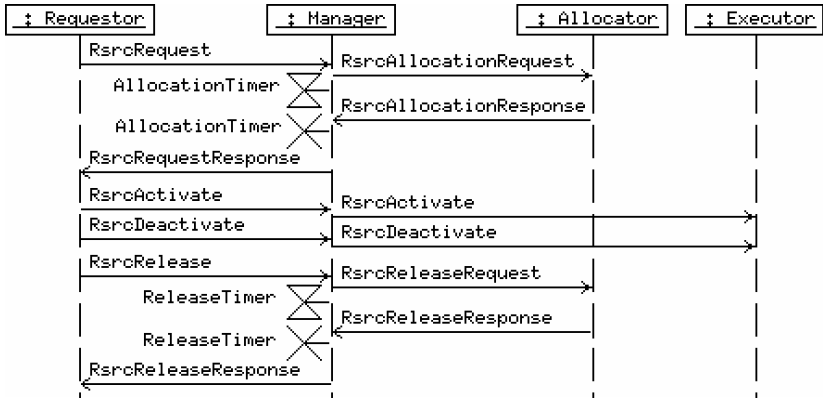 : Requestor
: Manager
: Allocator
: Executor
RsrcRequest
RsrcAllocationRequest
AllocationTimer
RsrcAllocationResponse
AllocationTimer
RsrcRequestResponse
RsrcActivate
RsrcActivate
RsrcDeactivate
RsrcDeactivate
RsrcRelease
RsrcReleaseRequest
ReleaseTimer
RsrcReleaseResponse
ReleaseTimer
RsrcReleaseResponse